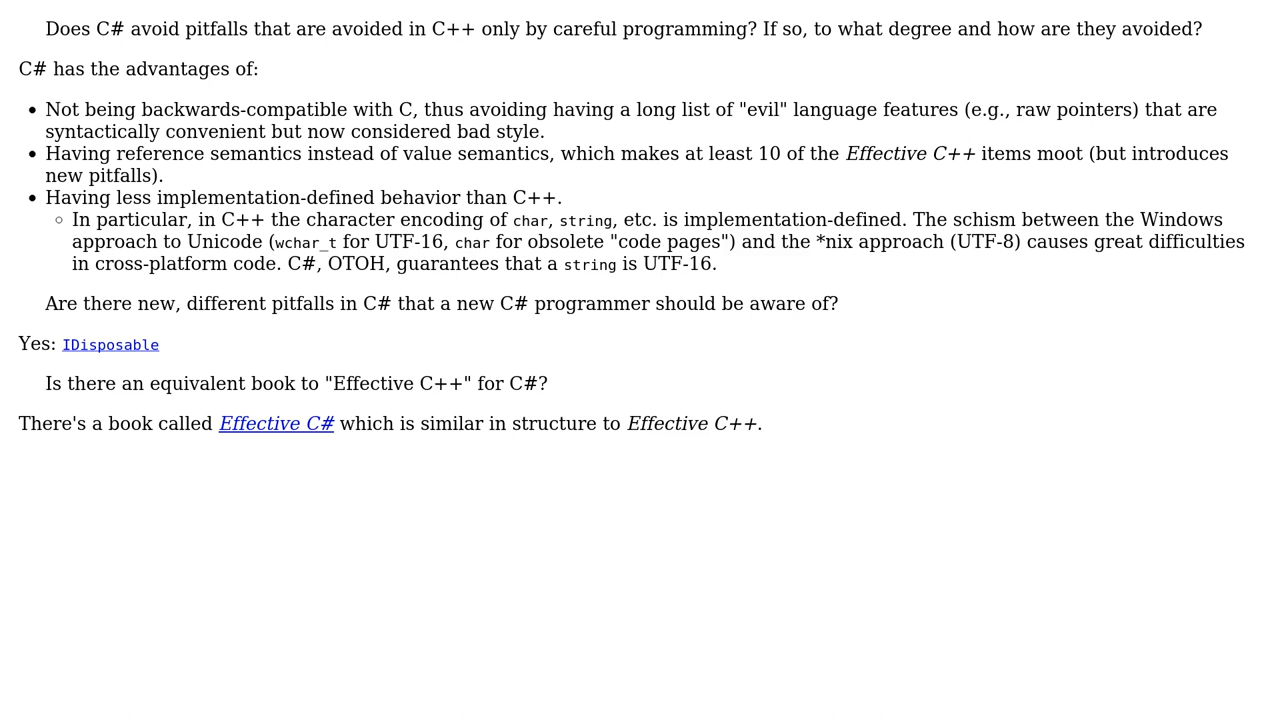 Does C# avoid pitfalls that are avoided in C++ only by careful programming? If so, to what degree and how are they avoided?
C# has the advantages of:
• Not being backwards-compatible with C, thus avoiding having a long list of "evil" language features (e.g., raw pointers) that are
syntactically convenient but now considered bad style.
• Having reference semantics instead of value semantics, which makes at least 10 of the Effective C++ items moot (but introduces
new pitfalls).
• Having less implementation-defined behavior than C++.
◦ In particular, in C++ the character encoding of char, string, etc. is implementation-defined. The schism between the Windows
approach to Unicode (wchar_t for UTF-16, char for obsolete "code pages") and the *nix approach (UTF-8) causes great difficulties
in cross-platform code. C#, OTOH, guarantees that a string is UTF-16.
Are there new, different pitfalls in C# that a new C# programmer should be aware of?
Yes: IDisposable
Is there an equivalent book to "Effective C++" for C#?
There's a book called Effective C# which is similar in structure to Effective C++.